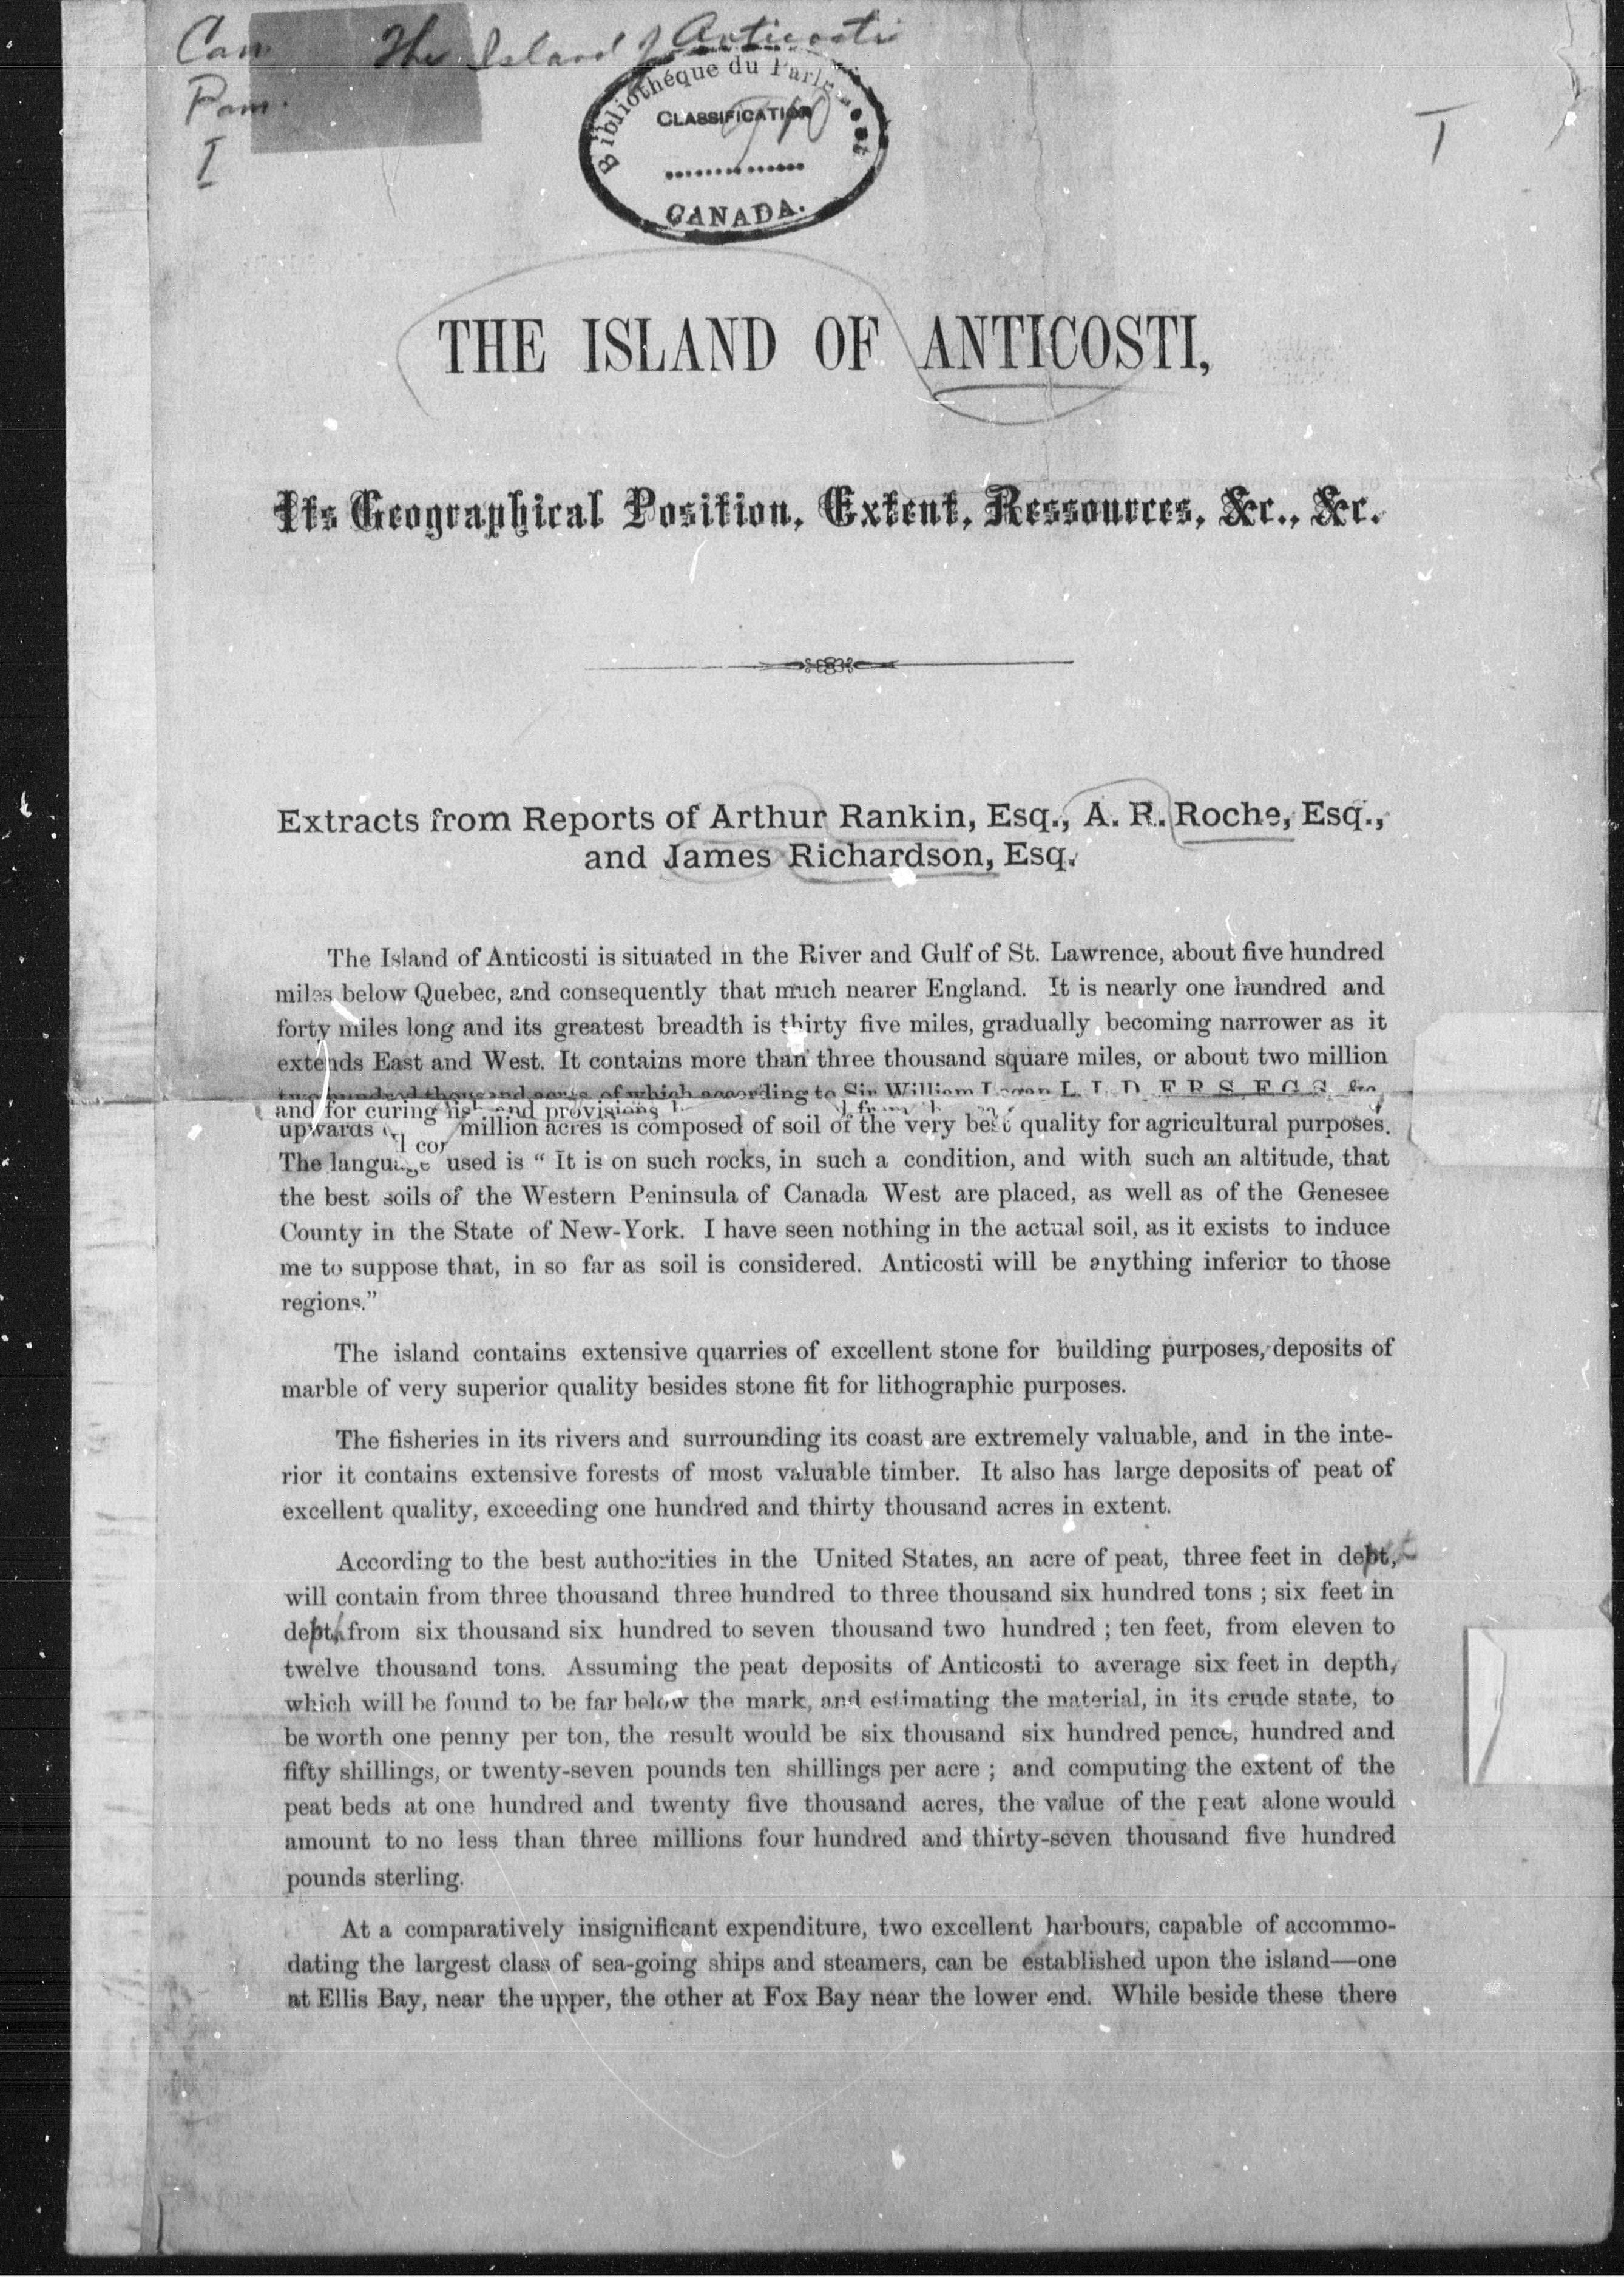 Can The Island of Anticosti
Pam.
I
T
Bibliothéque du Parlement
CLASSIFICATION
CANADA.
THE ISLAND OF ANTICOSTI,
Its Geographical Position, Extent, Ressources, &c., &c.
Extracts from Reports of Arthur Rankin, Esq., A. R. Roche, Esq.,
and James Richardson, Esq.
The Island of Anticosti is situated in the River and Gulf of St. Lawrence, about five hundred
miles below Quebec, and consequently that much nearer England. It is nearly one hundred and
forty miles long and its greatest breadth is thirty five miles, gradually becoming narrower as it
extends East and West. It contains more than three thousand square miles, or about two million
two hundred thousand acres, of which according to Sir William Logan L. L. D. F. R. S. F. G. S. &c.,
and for curing fish and provisions
upwards million acres is composed of soil of the very best quality for agricultural purposes.
The language used is “ It is on such rocks, in such a condition, and with such an altitude, that
the best soils of the Western Peninsula of Canada West are placed, as well as of the Genesee
County in the State of New-York. I have seen nothing in the actual soil, as it exists to induce
me to suppose that, in so far as soil is considered. Anticosti will be anything inferior to those
regions.”
The island contains extensive quarries of excellent stone for building purposes, deposits of
marble of very superior quality besides stone fit for lithographic purposes.
The fisheries in its rivers and surrounding its coast are extremely valuable, and in the inte-
rior it contains extensive forests of most valuable timber. It also has large deposits of peat of
excellent quality, exceeding one hundred and thirty thousand acres in extent.
According to the best authorities in the United States, an acre of peat, three feet in dept,
will contain from three thousand three hundred to three thousand six hundred tons ; six feet in
dept, from six thousand six hundred to seven thousand two hundred ; ten feet, from eleven to
twelve thousand tons. Assuming the peat deposits of Anticosti to average six feet in depth,
which will be found to be far below the mark, and estimating the material, in its crude state, to
be worth one penny per ton, the result would be six thousand six hundred pence, hundred and
fifty shillings, or twenty-seven pounds ten shillings per acre ; and computing the extent of the
peat beds at one hundred and twenty five thousand acres, the value of the peat alone would
amount to no less than three millions four hundred and thirty-seven thousand five hundred
pounds sterling.
At a comparatively insignificant expenditure, two excellent harbours, capable of accommo-
dating the largest class of sea-going ships and steamers, can be established upon the island—one
at Ellis Bay, near the upper, the other at Fox Bay near the lower end. While beside these there